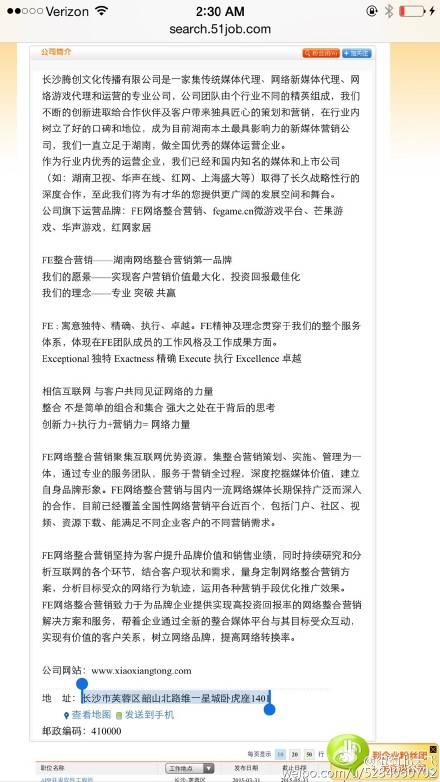 Verizon
2:30 AM
search.51job.com
公司简介
粉丝团(6)
+加关注
长沙腾创文化传播有限公司是一家集传统媒体代理、网络新媒体代理、网
络游戏代理和运营的专业公司，公司团队由个行业不同的精英组成，我们
不断的创新进取给合作伙伴及客户带来独具匠心的策划和营销，在行业内
树立了好的口碑和地位，成为目前湖南本土最具影响力的新媒体营销公
司，我们一直立足于湖南，做全国优秀的媒体运营企业。
作为行业内优秀的运营企业，我们已经和国内知名的媒体和上市公司
（如：湖南卫视、华声在线、红网、上海盛大等）取得了长久战略性行的
深度合作，至此我们将为有才华的您提供更广阔的发展空间和舞台。
公司旗下运营品牌：FE网络整合营销、fegame.cn微游戏平台、芒果游
戏、华声游戏，红网家居
FE整合营销——湖南网络整合营销第一品牌
我们的愿景——实现客户营销价值最大化，投资回报最佳化
我们的理念——专业 突破 共赢
FE：寓意独特、精确、执行、卓越。FE精神及理念贯穿于我们的整个服务
体系，体现在FE团队成员的工作风格及工作成果方面。
Exceptional 独特 Exactness 精确 Execute 执行 Excellence 卓越
相信互联网 与客户共同见证网络的力量
整合 不是简单的组合和集合 强大之处在于背后的思考
创新力+执行力+营销力= 网络力量
FE网络整合营销聚集互联网优势资源，集整合营销策划、实施、管理为一
体，通过专业的服务团队，服务于营销全过程，深度挖掘媒体价值，建立
自身品牌形象。FE网络整合营销与国内一流网络媒体长期保持广泛而深入
的合作，目前已经覆盖全国性网络营销平台近百个，包括门户、社区、视
频、资源下载、能满足不同企业客户的不同营销需求。
FE网络整合营销坚持为客户提升品牌价值和销售业绩，同时持续研究和分
析互联网的各个环节，结合客户现状和需求，量身定制网络整合营销方
案，分析目标受众的网络行为轨迹，运用各种营销手段优化推广效果。
FE网络整合营销致力于为品牌企业提供实现高投资回报率的网络整合营销
解决方案和服务，帮着企业通过全新的整合媒体平台与其目标受众互动，
实现有价值的客户关系，树立网络品牌，提高网络转换率。
公司网站：www.xiaoxiangtong.com
地 址：长沙市芙蓉区韶山北路维一星城卧虎座1401
查看地图 发送到手机
邮政编码：410000
每页显示 10 20 50 行
到企业粉丝团
职位名称 工作地点 发布日期 截止日期